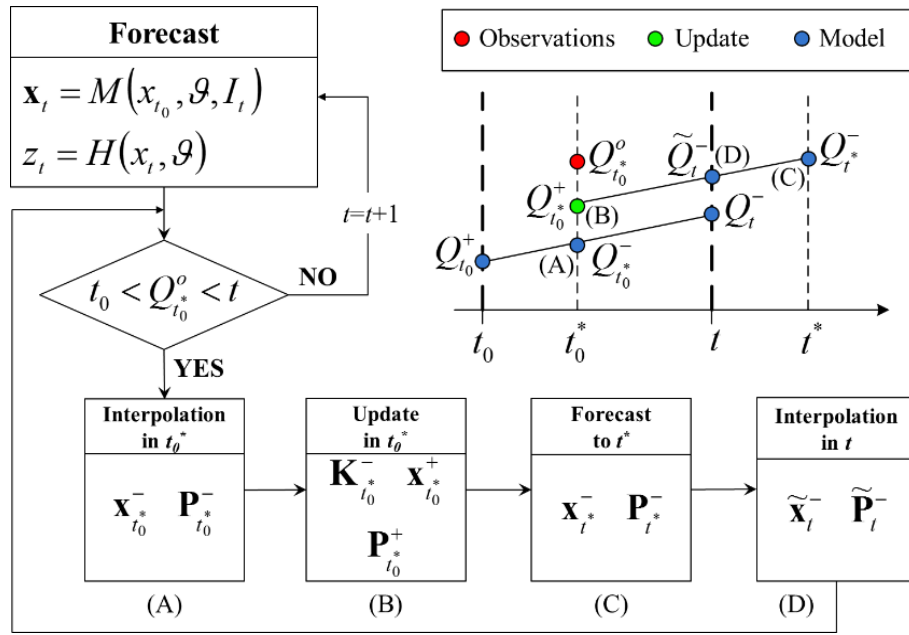 Forecast
𝐱ₜ = M(x_{t_0}, ϑ, I_t)
z_t = H(x_t, ϑ)
t=t+1
t_0 < Q^o_{t_0^*} < t
NO
YES
Observations
Update
Model
Q^o_{t_0^*}
Q̃^-_t
(D)
Q^-_{t^*}
(C)
Q^+_{t_0^*}
(B)
Q^-_t
Q^+_{t_0}
(A)
Q^-_{t_0^*}
t_0
t_0^*
t
t^*
Interpolation
in t_0^*
𝐱^-_{t_0^*} 𝐏^-_{t_0^*}
(A)
Update
in t_0^*
𝐊^-_{t_0^*} 𝐱^+_{t_0^*}
𝐏^+_{t_0^*}
(B)
Forecast
to t^*
𝐱^-_{t^*} 𝐏^-_{t^*}
(C)
Interpolation
in t
𝐱̃^-_t 𝐏̃^-_t
(D)